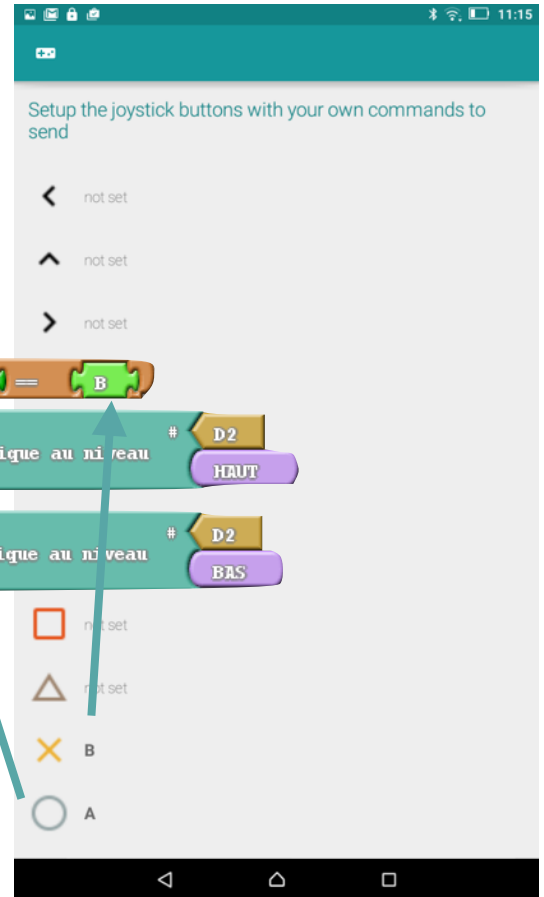 11:15
Setup the joystick buttons with your own commands to
send
not set
not set
not set
== B
# D2
ique au niveau
HAUT
# D2
ique au niveau
BAS
not set
not set
B
A